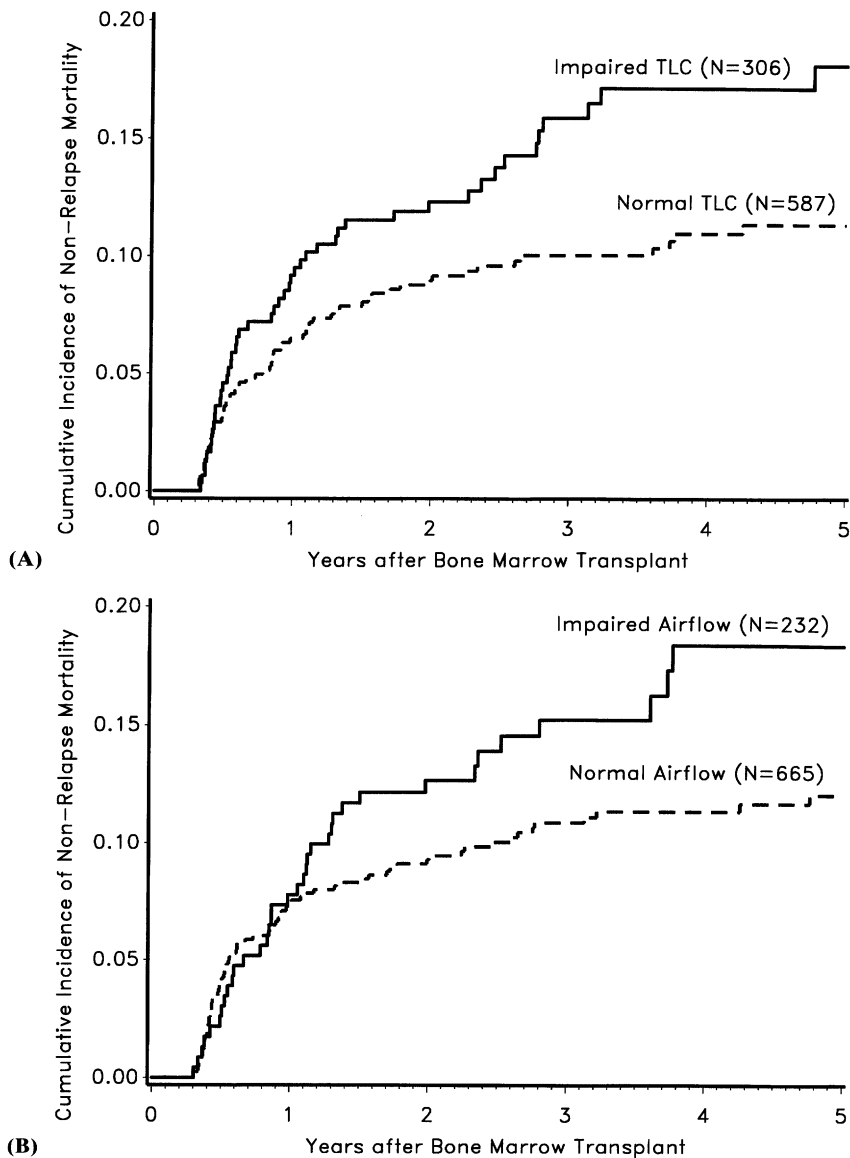 Cumulative Incidence of Non-Relapse Mortality
0.20
0.15
0.10
0.05
0.00
Impaired TLC (N=306)
Normal TLC (N=587)
0 1 2 3 4 5
Years after Bone Marrow Transplant
(A)
Cumulative Incidence of Non-Relapse Mortality
0.20
0.15
0.10
0.05
0.00
Impaired Airflow (N=232)
Normal Airflow (N=665)
0 1 2 3 4 5
Years after Bone Marrow Transplant
(B)